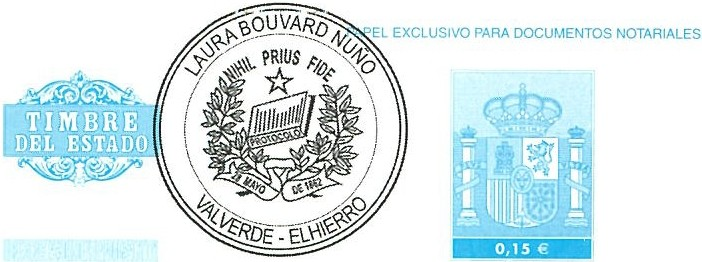 PAPEL EXCLUSIVO PARA DOCUMENTOS NOTARIALES
LAURA BOUVARD NUÑO
NIHIL PRIUS FIDE
PROTOCOLO
28 MAYO DE 1862
VALVERDE - ELHIERRO
TIMBRE
DEL ESTADO
0,15 €